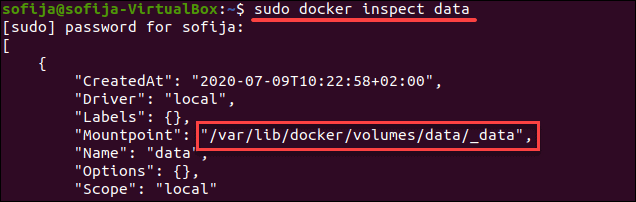 sofija@sofija-VirtualBox:~$ sudo docker inspect data
[sudo] password for sofija:
[
    {
        "CreatedAt": "2020-07-09T10:22:58+02:00",
        "Driver": "local",
        "Labels": {},
        "Mountpoint": "/var/lib/docker/volumes/data/_data",
        "Name": "data",
        "Options": {},
        "Scope": "local"